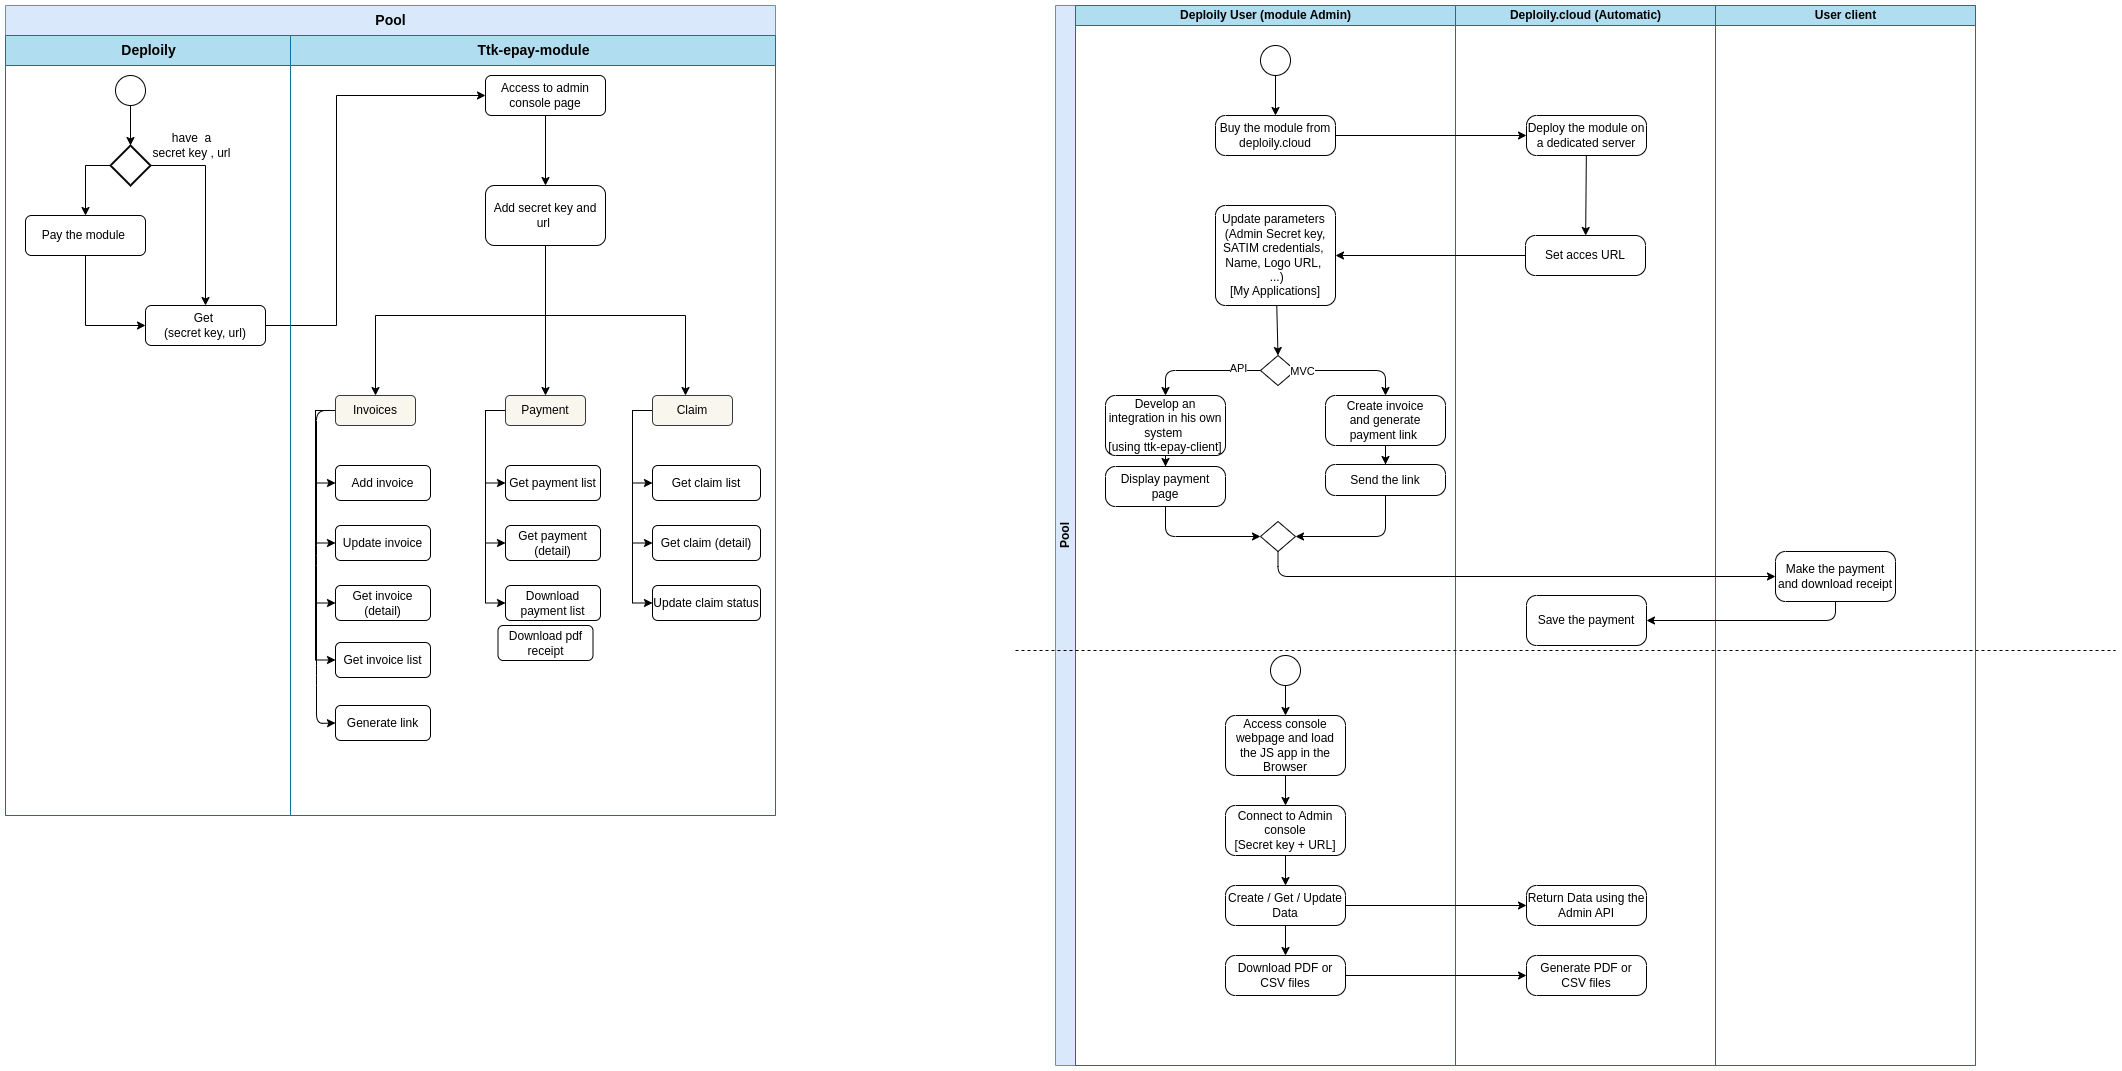 Pool
Deploily
Ttk-epay-module
have  a
secret key , url
Pay the module
Get
(secret key, url)
Access to admin
console page
Add secret key and
url
Invoices
Add invoice
Update invoice
Get invoice
(detail)
Get invoice list
Generate link
Payment
Get payment list
Get payment
(detail)
Download
payment list
Download pdf
receipt
Claim
Get claim list
Get claim (detail)
Update claim status
Pool
Deploily User (module Admin)
Deploily.cloud (Automatic)
User client
Buy the module from
deploily.cloud
Deploy the module on
a dedicated server
Set acces URL
Update parameters
(Admin Secret key,
SATIM credentials,
Name, Logo URL,
...)
[My Applications]
API
MVC
Develop an
integration in his own
system
[using ttk-epay-client]
Display payment
page
Create invoice
and generate
payment link
Send the link
Make the payment
and download receipt
Save the payment
Access console
webpage and load
the JS app in the
Browser
Connect to Admin
console
[Secret key + URL]
Create / Get / Update
Data
Return Data using the
Admin API
Download PDF or
CSV files
Generate PDF or
CSV files